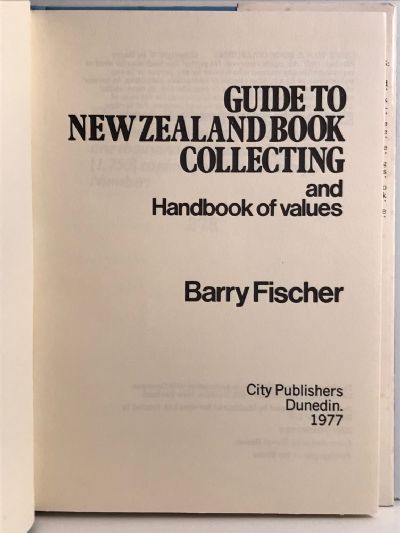 GUIDE TO
NEW ZEALAND BOOK
COLLECTING
and
Handbook of values
Barry Fischer
City Publishers
Dunedin.
1977